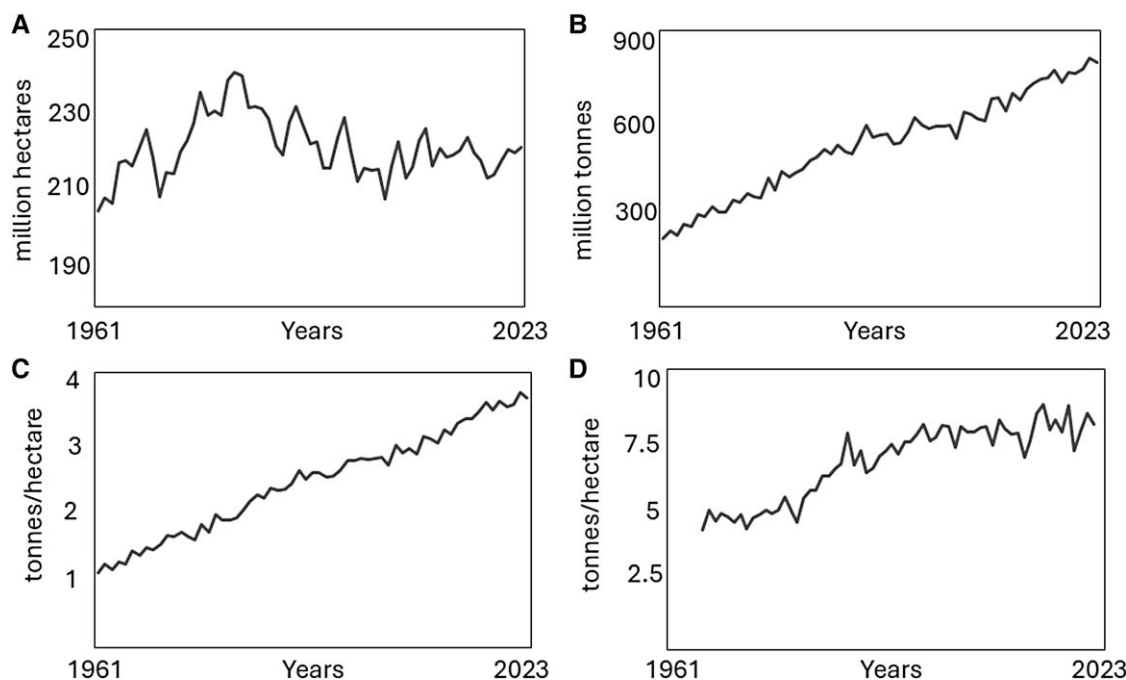 A
million hectares
250
230
210
190
1961 Years 2023
B
million tonnes
900
600
300
1961 Years 2023
C
tonnes/hectare
4
3
2
1
1961 Years 2023
D
tonnes/hectare
10
7.5
5
2.5
1961 Years 2023